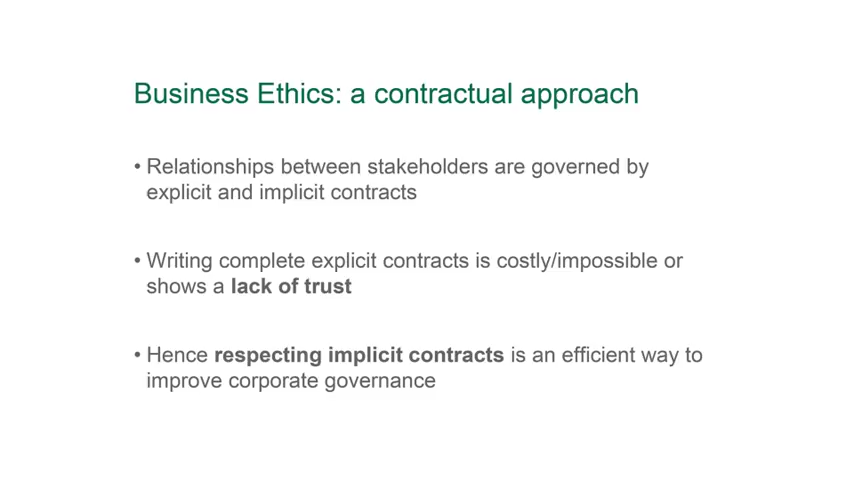 Business Ethics: a contractual approach
• Relationships between stakeholders are governed by
explicit and implicit contracts
• Writing complete explicit contracts is costly/impossible or
shows a lack of trust
• Hence respecting implicit contracts is an efficient way to
improve corporate governance